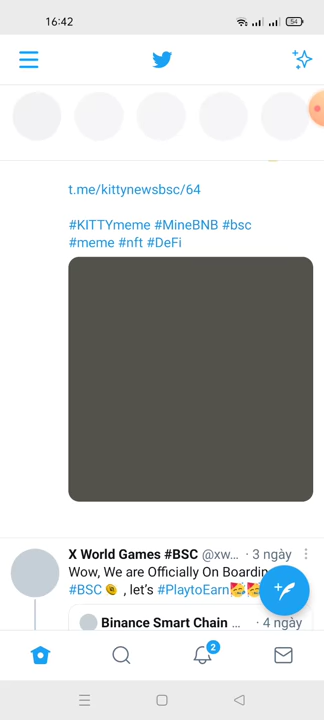 16:42
54
t.me/kittynewsbsc/64
#KITTYmeme #MineBNB #bsc
#meme #nft #DeFi
X World Games #BSC @xw... · 3 ngày
Wow, We are Officially On Boarding
#BSC , let's #PlaytoEarn🥳🥳
Binance Smart Chain ... · 4 ngày
2